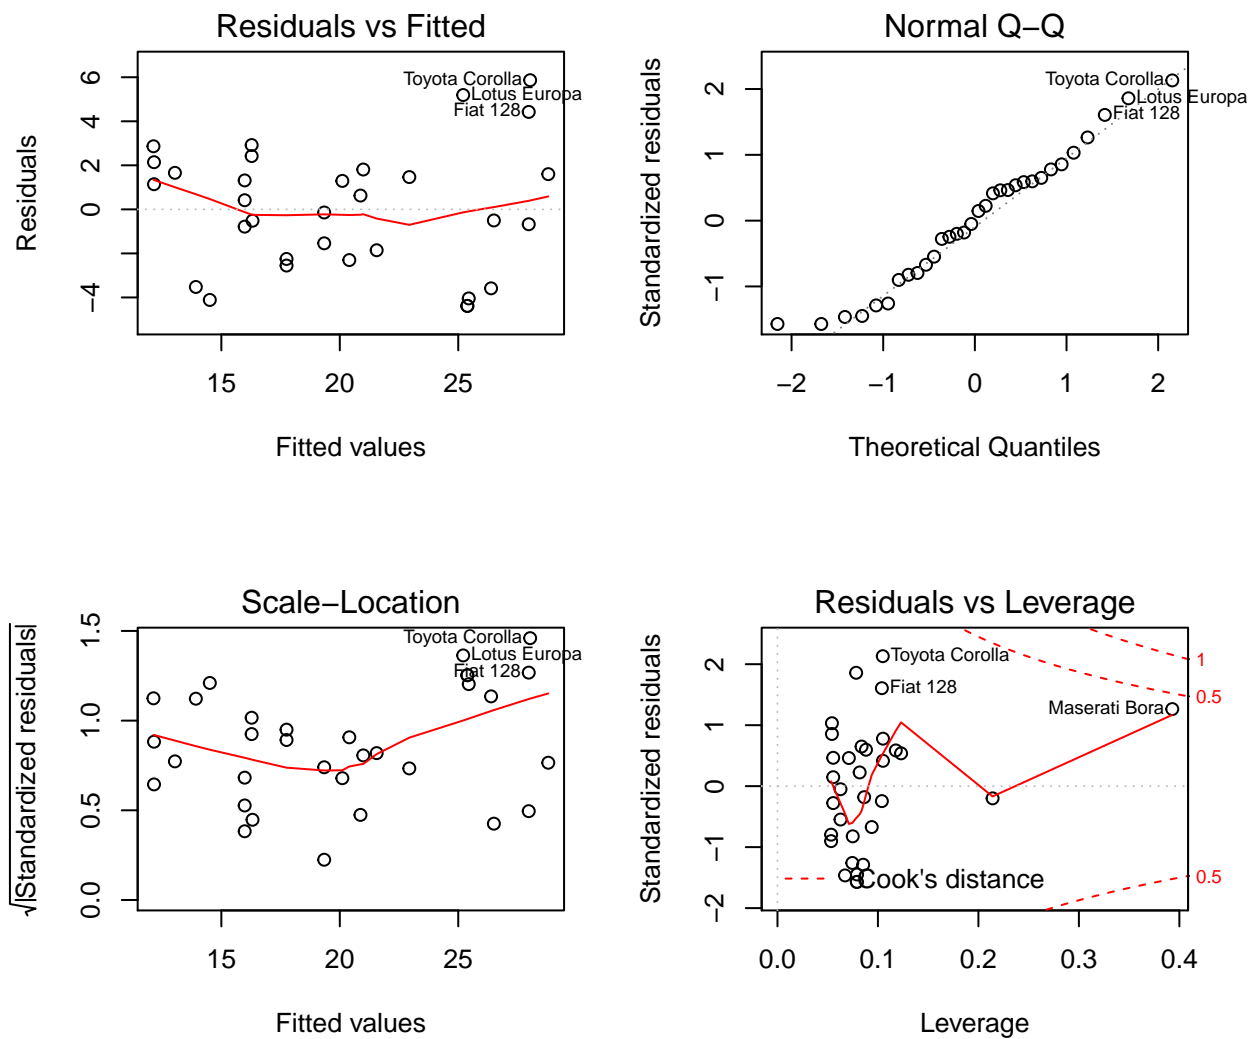 Residuals vs Fitted
Residuals
6
4
2
0
−4
Toyota Corolla
Lotus Europa
Fiat 128
15 20 25
Fitted values
Normal Q−Q
Standardized residuals
2
1
0
−1
Toyota Corolla
Lotus Europa
Fiat 128
−2 −1 0 1 2
Theoretical Quantiles
Scale−Location
√|Standardized residuals|
1.5
1.0
0.5
0.0
Toyota Corolla
Lotus Europa
Fiat 128
15 20 25
Fitted values
Residuals vs Leverage
Standardized residuals
2
1
0
−1
−2
Toyota Corolla
Fiat 128
Maserati Bora
1
0.5
0.5
Cook's distance
0.0 0.1 0.2 0.3 0.4
Leverage